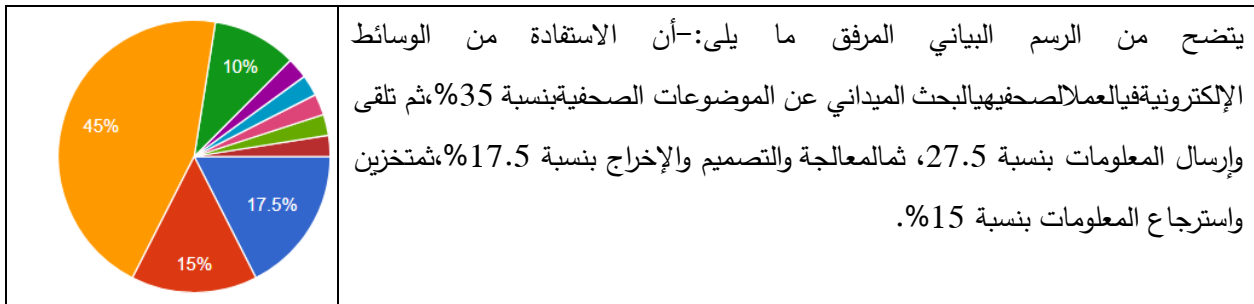 10%
45%
17.5%
15%
يتضح من الرسم البياني المرفق ما يلى:-أن الاستفادة من الوسائط
الإلكترونيةفيالعملالصحفيهيالبحث الميداني عن الموضوعات الصحفيةبنسبة 35%،ثم تلقى
وإرسال المعلومات بنسبة 27.5، ثمالمعالجة والتصميم والإخراج بنسبة 17.5%،ثمتخزين
واسترجاع المعلومات بنسبة 15%.